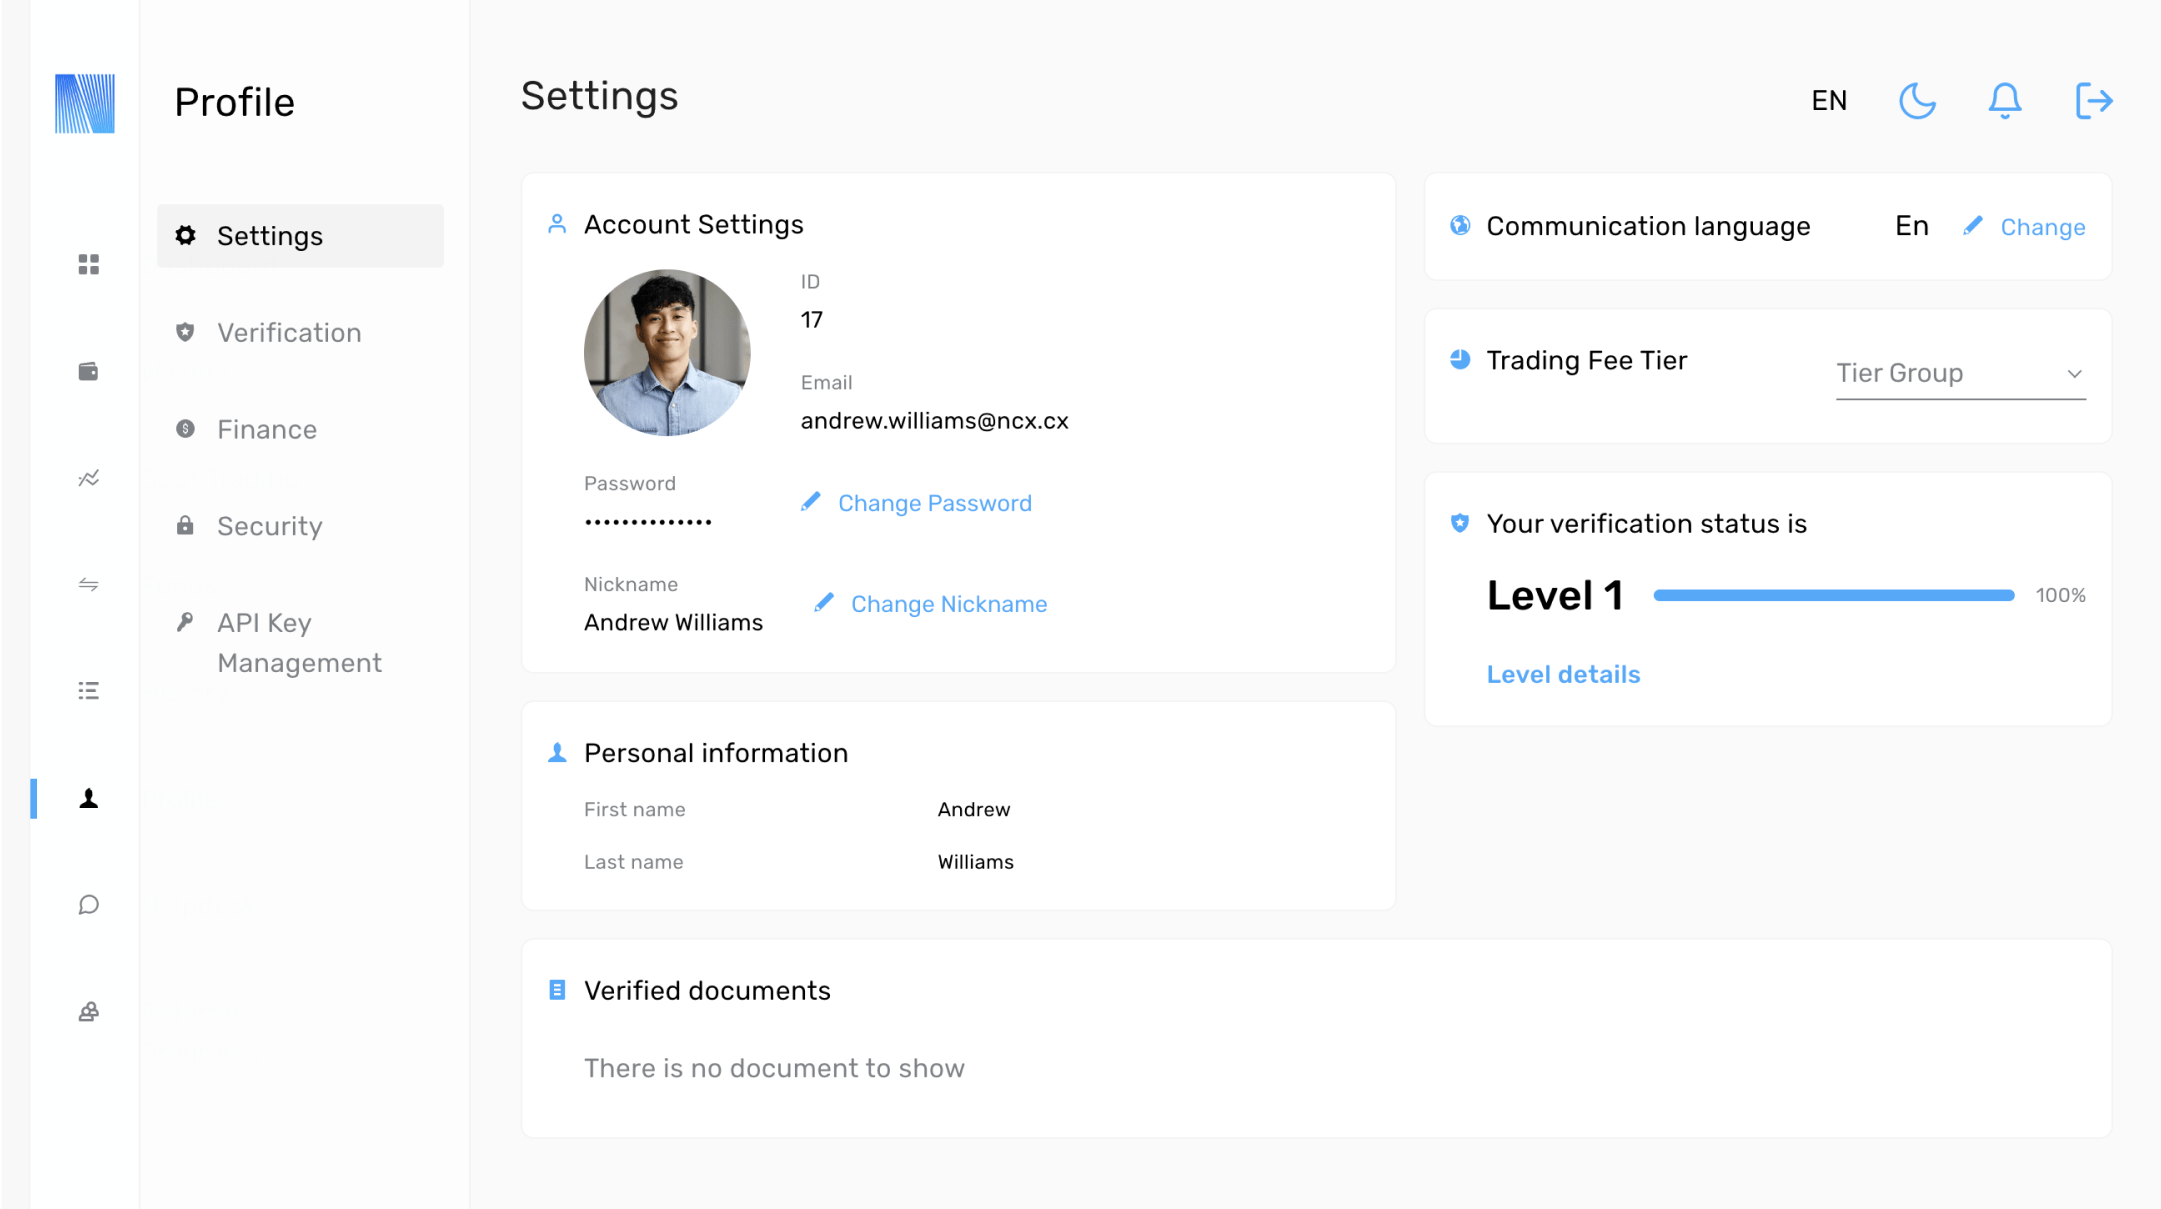 Profile
Settings
Verification
Finance
Security
API Key
Management
Settings
EN
Account Settings
ID
17
Email
andrew.williams@ncx.cx
Password
••••••••••••••
Change Password
Nickname
Andrew Williams
Change Nickname
Communication language
En
Change
Trading Fee Tier
Tier Group
Your verification status is
Level 1
100%
Level details
Personal information
First name
Andrew
Last name
Williams
Verified documents
There is no document to show